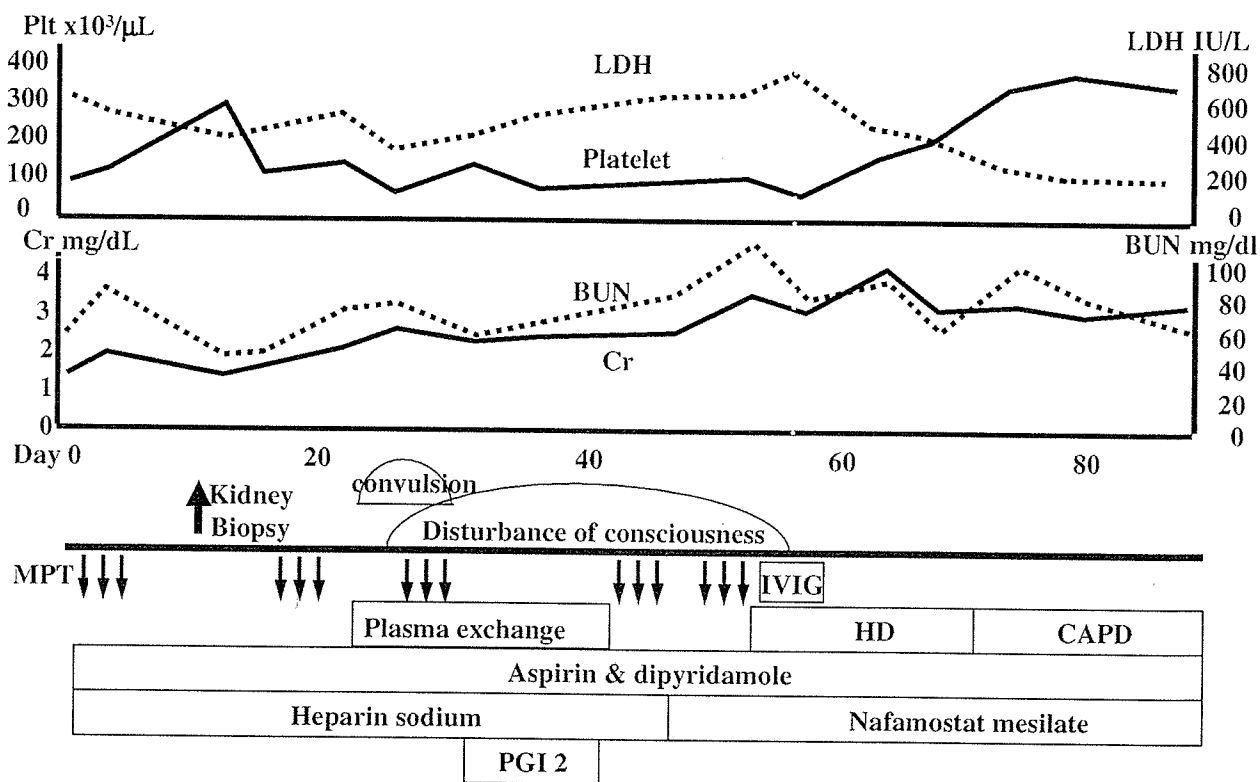 Plt x10³/μL
LDH IU/L
400
300
200
100
0
800
600
400
200
0
LDH
Platelet
Cr mg/dL
BUN mg/dl
4
3
2
1
0
100
80
60
40
20
0
BUN
Cr
Day 0 20 40 60 80
convulsion
Kidney
Biopsy
Disturbance of consciousness
MPT
IVIG
Plasma exchange
HD
CAPD
Aspirin & dipyridamole
Heparin sodium
Nafamostat mesilate
PGI 2